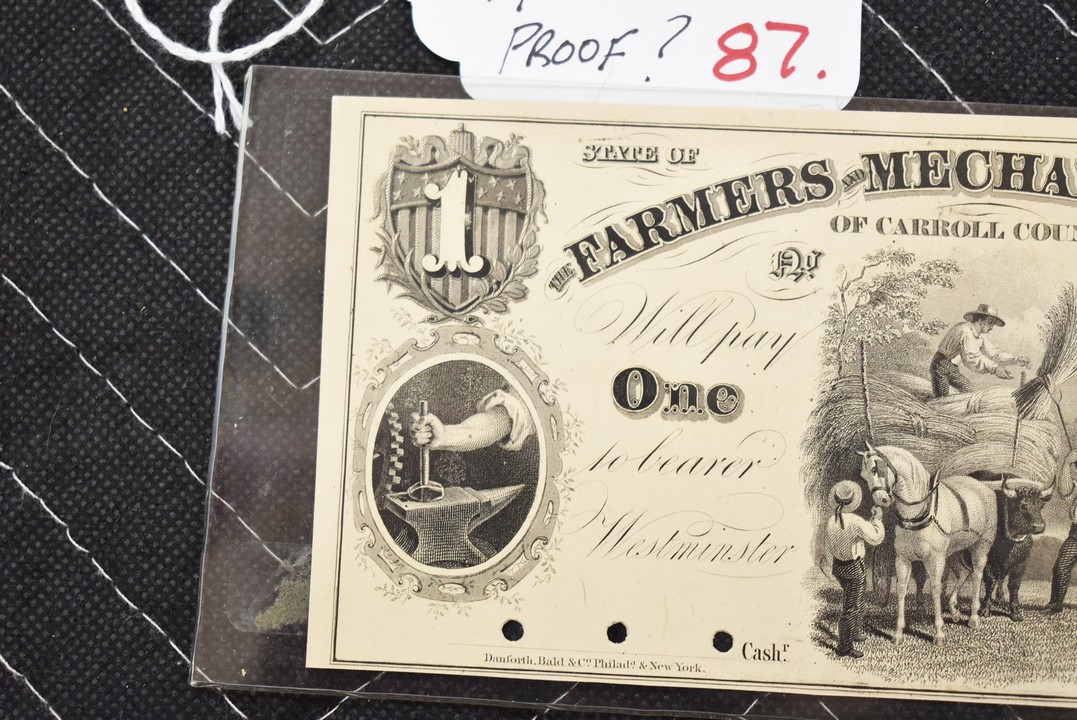 PROOF? 87.
1
STATE OF
THE FARMERS AND MECHA
OF CARROLL COUN
No
Will pay
One
to bearer
Westminster
Cashr.
Danforth, Bald & Co. Philada. & New York.